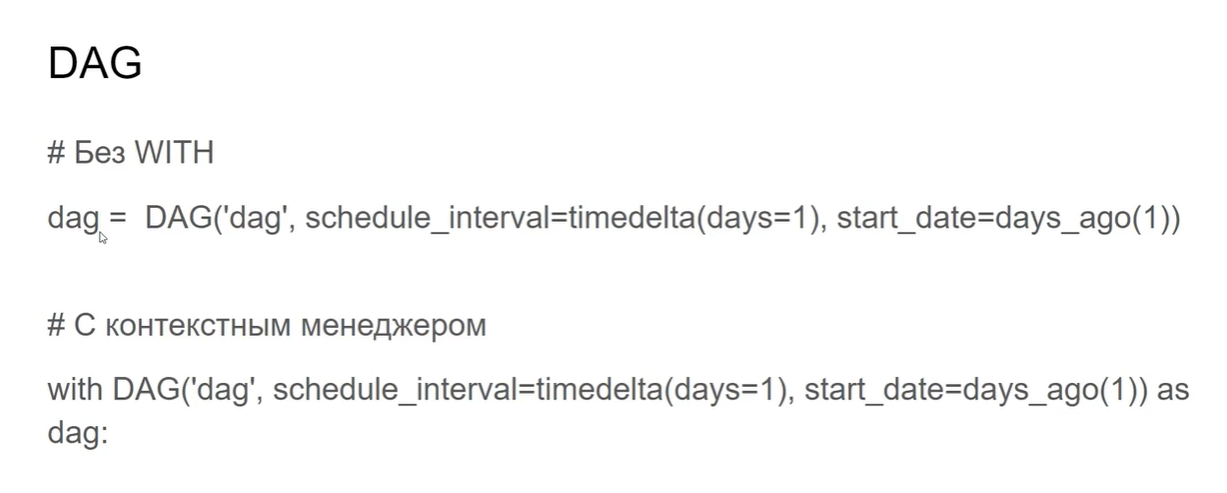 DAG
# Без WITH
dag = DAG('dag', schedule_interval=timedelta(days=1), start_date=days_ago(1))
# С контекстным менеджером
with DAG('dag', schedule_interval=timedelta(days=1), start_date=days_ago(1)) as
dag: